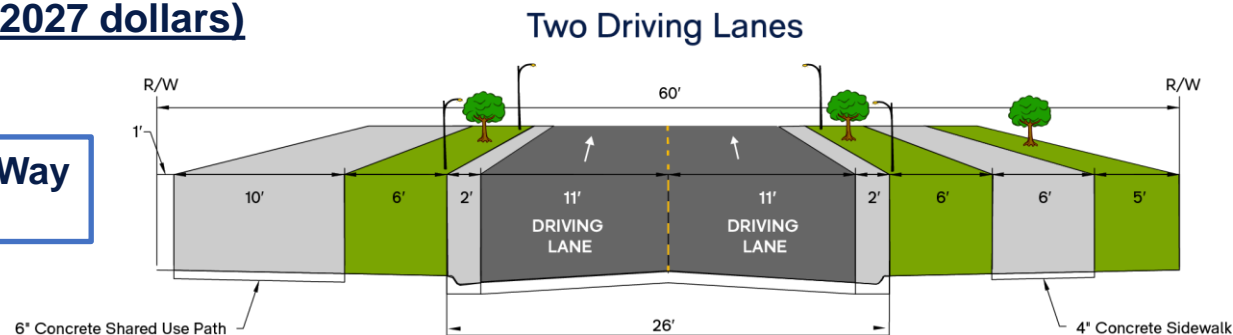 2027 dollars)
Two Driving Lanes
R/W
R/W
60'
1'
Way
10'
6'
2'
11'
11'
2'
6'
6'
5'
DRIVING
LANE
DRIVING
LANE
6" Concrete Shared Use Path
26'
4" Concrete Sidewalk